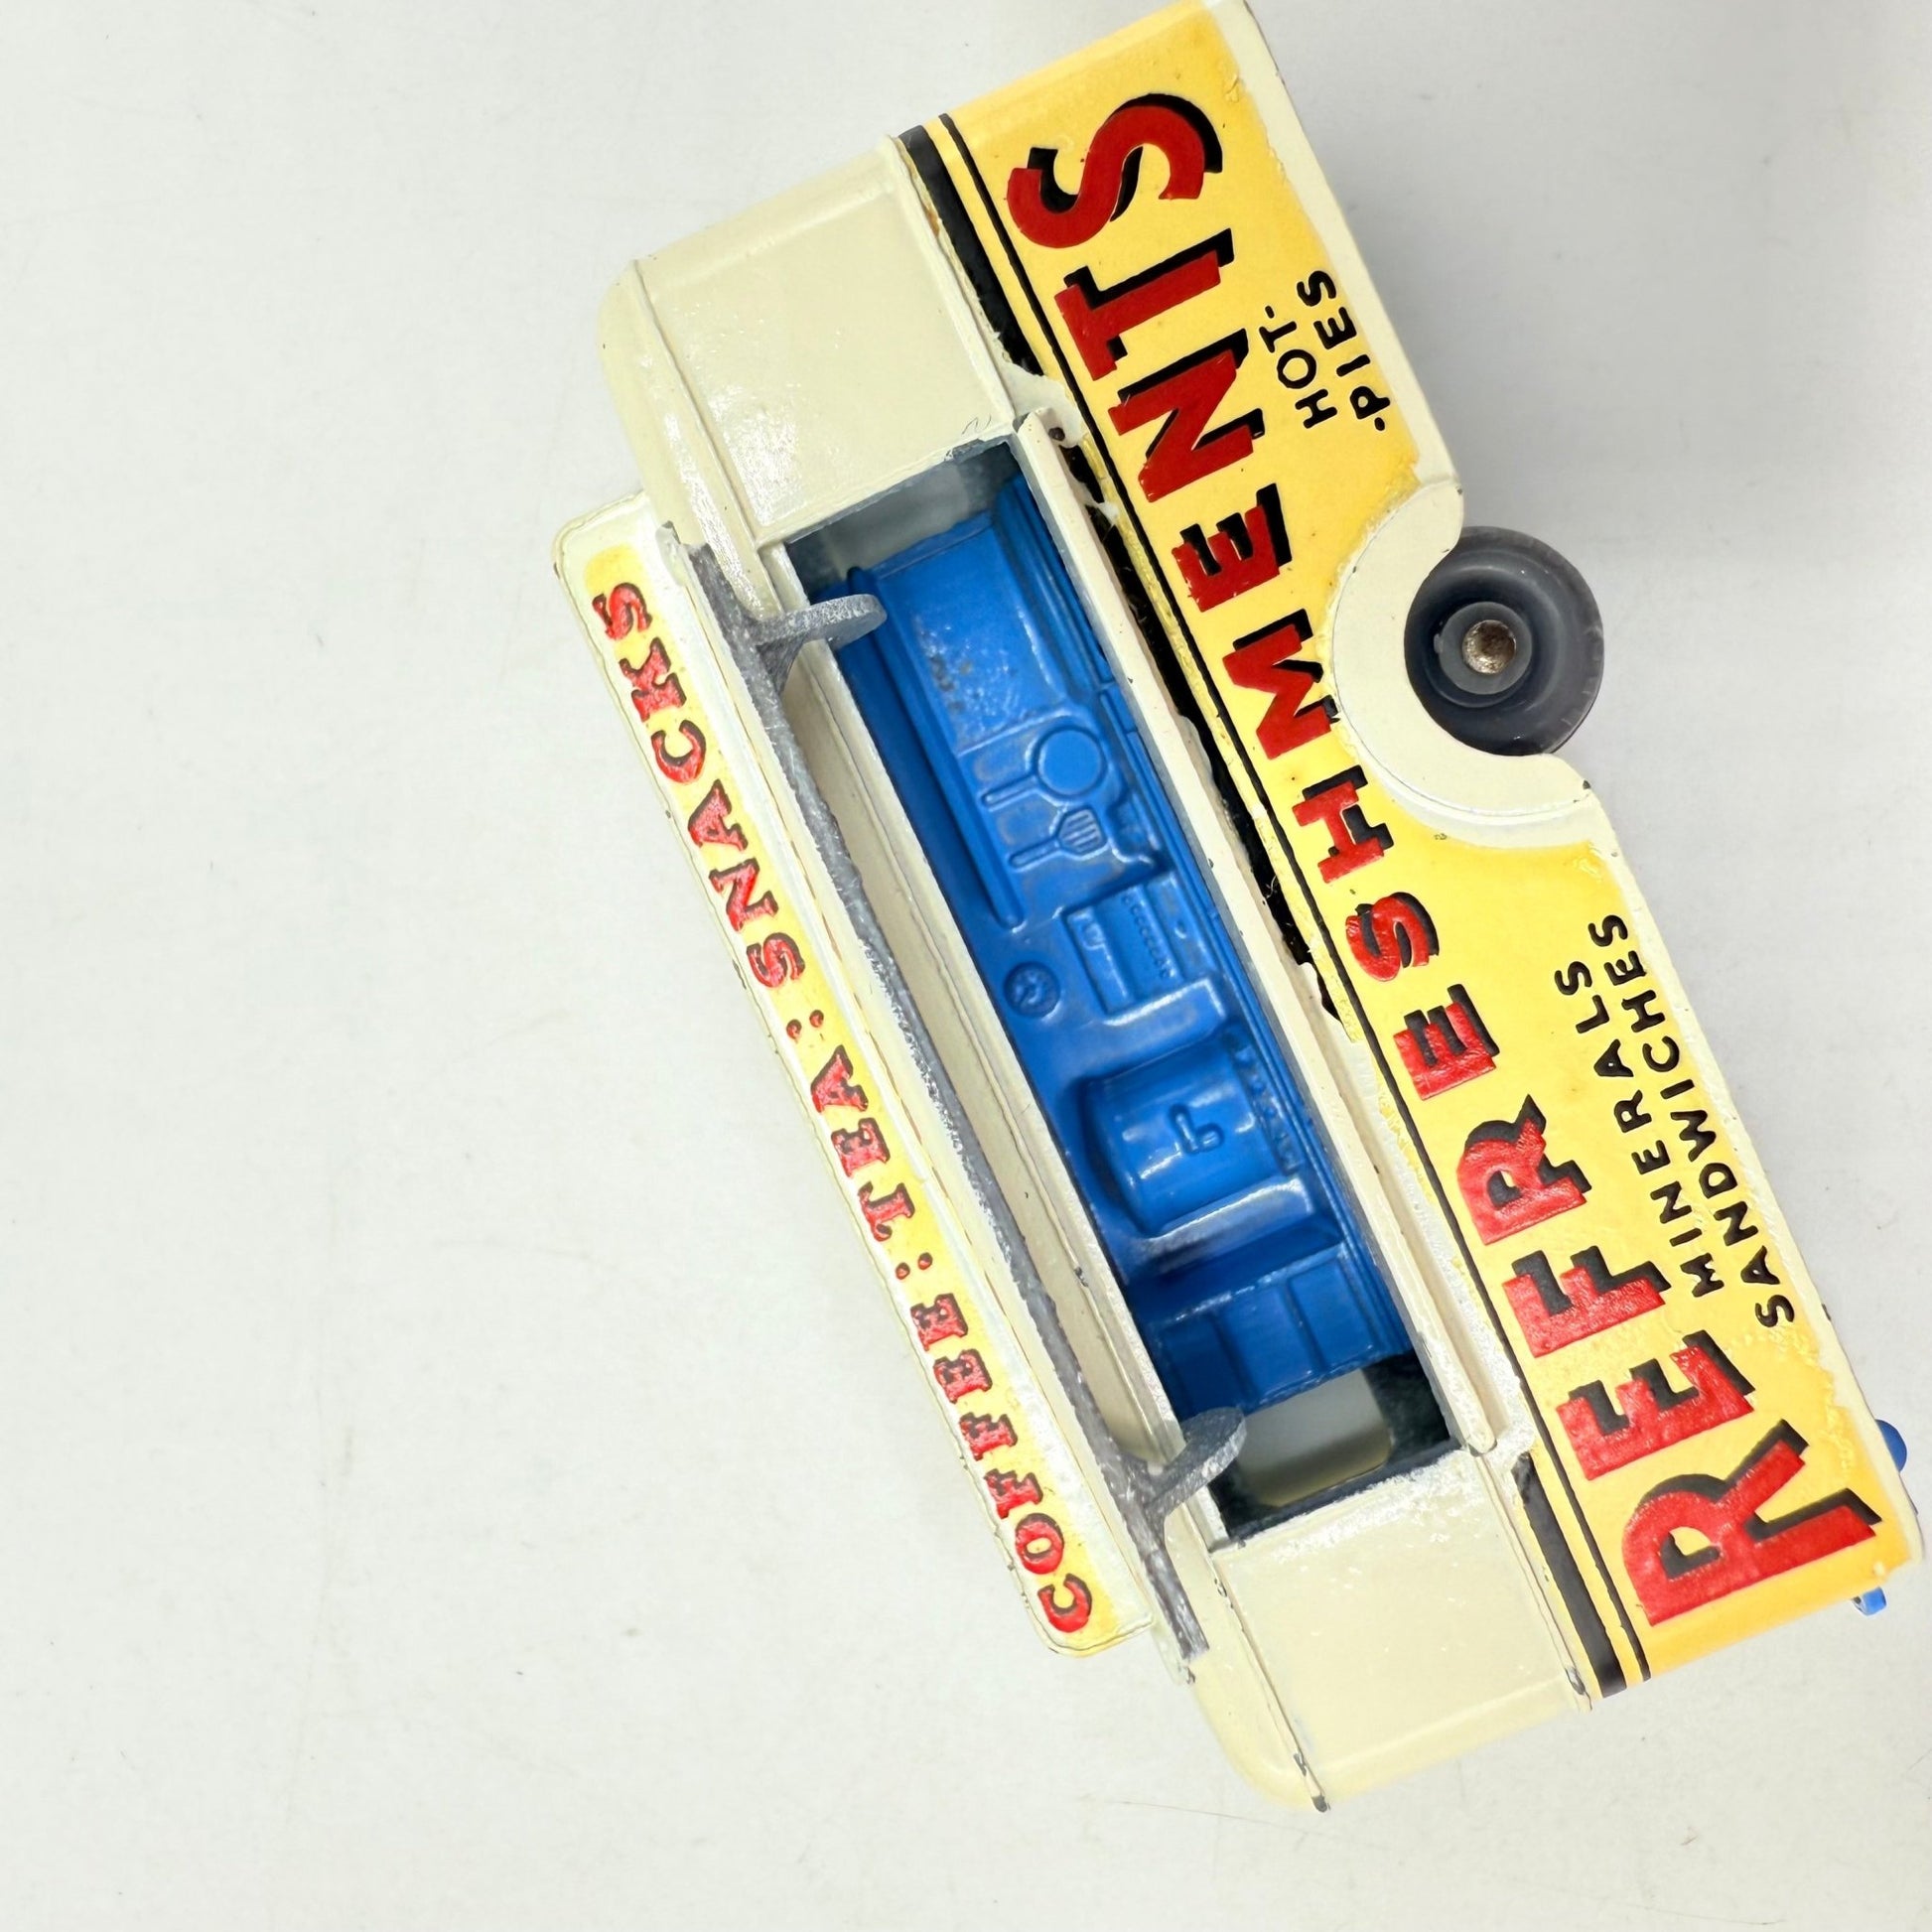 COFFEE : TEA : SNACKS
REFRESHMENTS
MINERALS HOT-
SANDWICHES -PIES